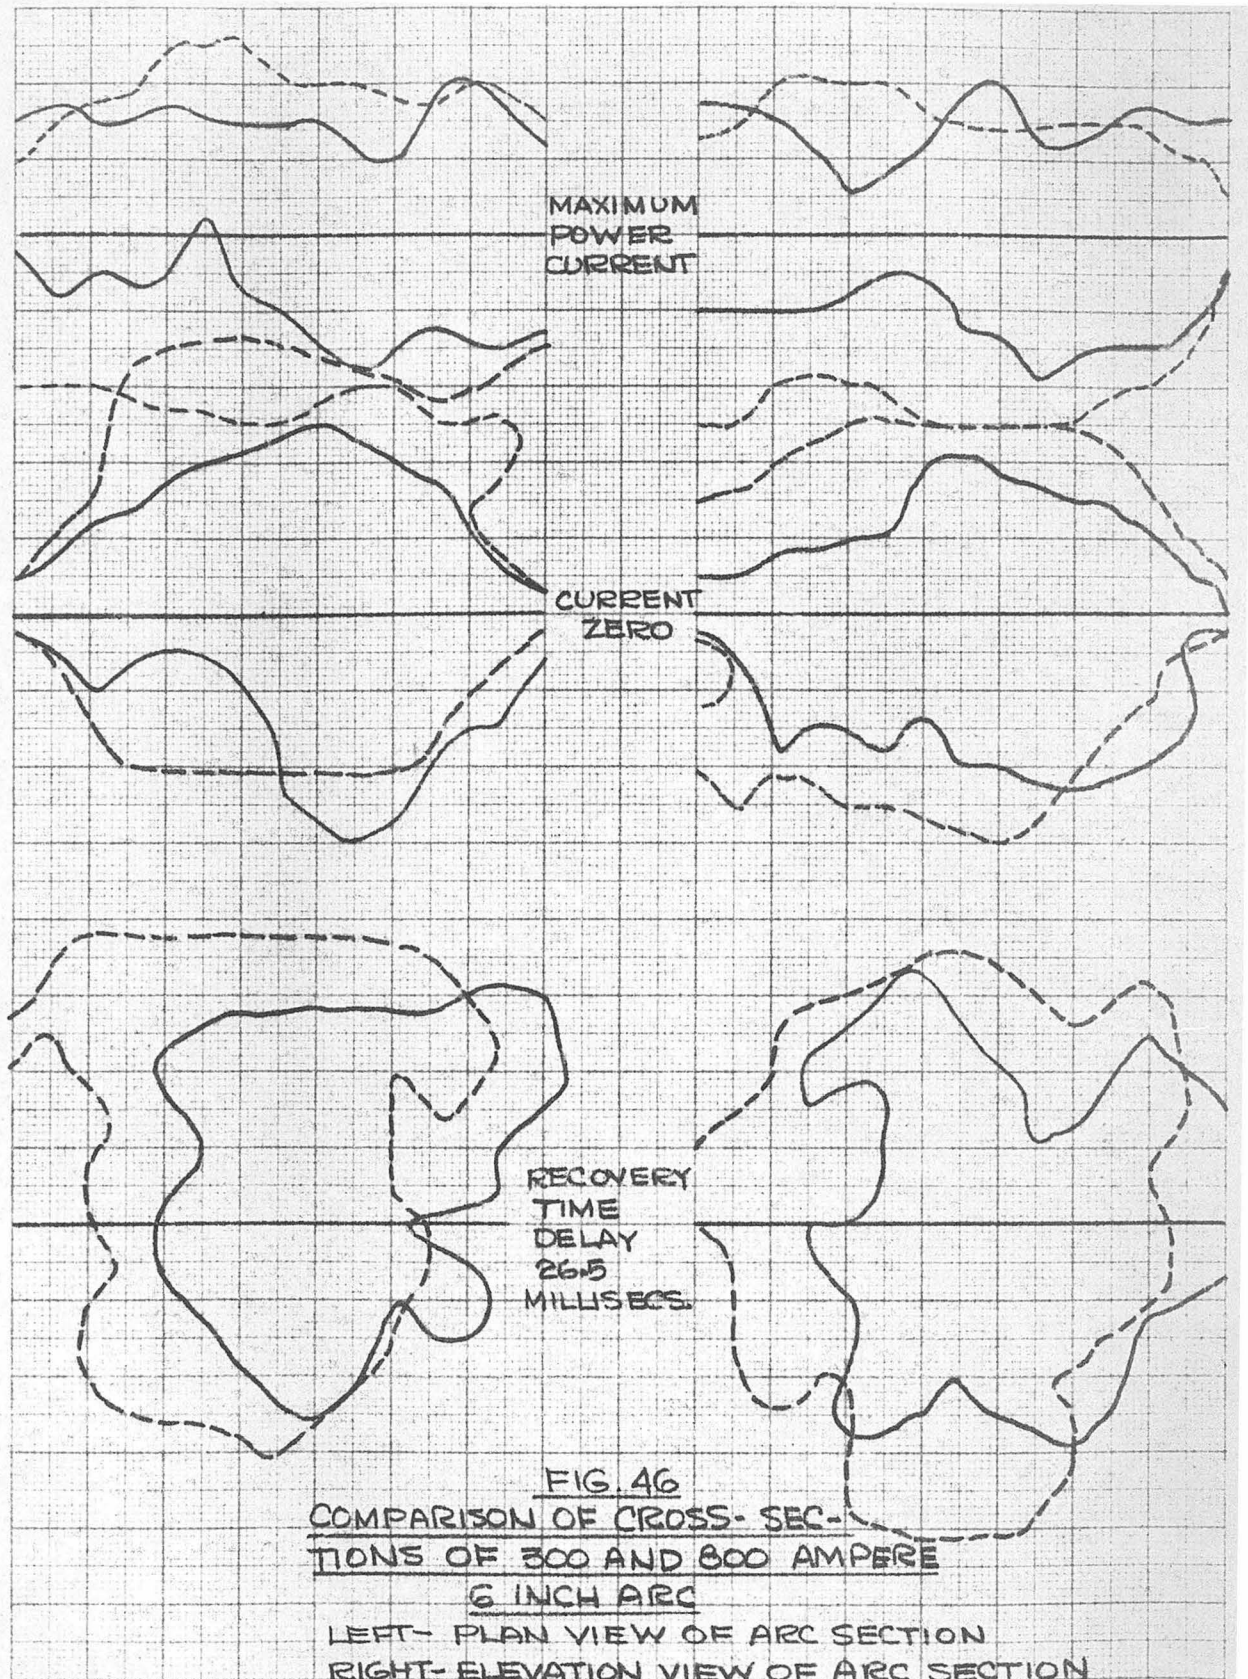 MAXIMUM
POWER
CURRENT
CURRENT
ZERO
RECOVERY
TIME
DELAY
26.5
MILLISECS.
FIG. 46
COMPARISON OF CROSS-SEC-
TIONS OF 300 AND 800 AMPERE
6 INCH ARC
LEFT- PLAN VIEW OF ARC SECTION
RIGHT- ELEVATION VIEW OF ARC SECTION